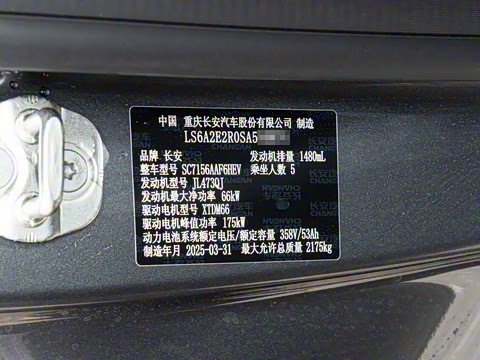 中国 重庆长安汽车股份有限公司 制造
LS6A2E2R0SA5
品牌 长安 发动机排量 1480mL
整车型号 SC7156AAF6HEV 乘坐人数 5
发动机型号 JL473QJ
发动机最大净功率 66kW
驱动电机型号 XTDM66
驱动电机峰值功率 175kW
动力电池系统额定电压/额定容量 358V/53Ah
制造年月 2025-03-31 最大允许总质量 2175kg